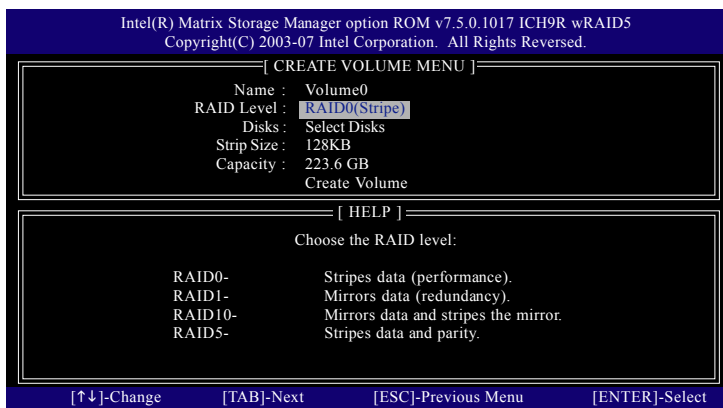 Intel(R) Matrix Storage Manager option ROM v7.5.0.1017 ICH9R wRAID5
Copyright(C) 2003-07 Intel Corporation. All Rights Reversed.
[ CREATE VOLUME MENU ]
Name : Volume0
RAID Level : RAID0(Stripe)
Disks : Select Disks
Strip Size : 128KB
Capacity : 223.6 GB
Create Volume
[ HELP ]
Choose the RAID level:
RAID0- Stripes data (performance).
RAID1- Mirrors data (redundancy).
RAID10- Mirrors data and stripes the mirror.
RAID5- Stripes data and parity.
[↑↓]-Change [TAB]-Next [ESC]-Previous Menu [ENTER]-Select